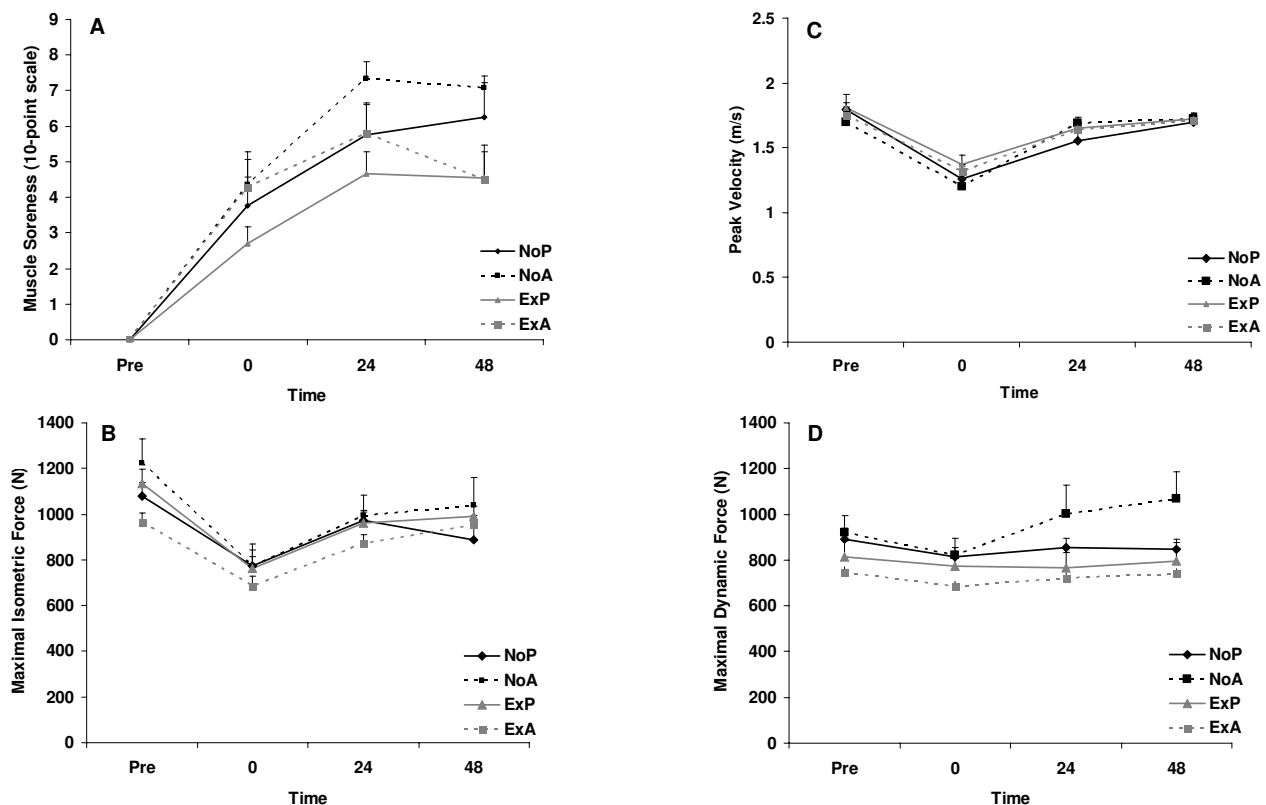 A
Muscle Soreness (10-point scale)
9
8
7
6
5
4
3
2
1
0
Pre 0 24 48
Time
NoP
NoA
ExP
ExA
C
Peak Velocity (m/s)
2.5
2
1.5
1
0.5
0
Pre 0 24 48
Time
NoP
NoA
ExP
ExA
B
Maximal Isometric Force (N)
1400
1200
1000
800
600
400
200
0
Pre 0 24 48
Time
NoP
NoA
ExP
ExA
D
Maximal Dynamic Force (N)
1400
1200
1000
800
600
400
200
0
Pre 0 24 48
Time
NoP
NoA
ExP
ExA